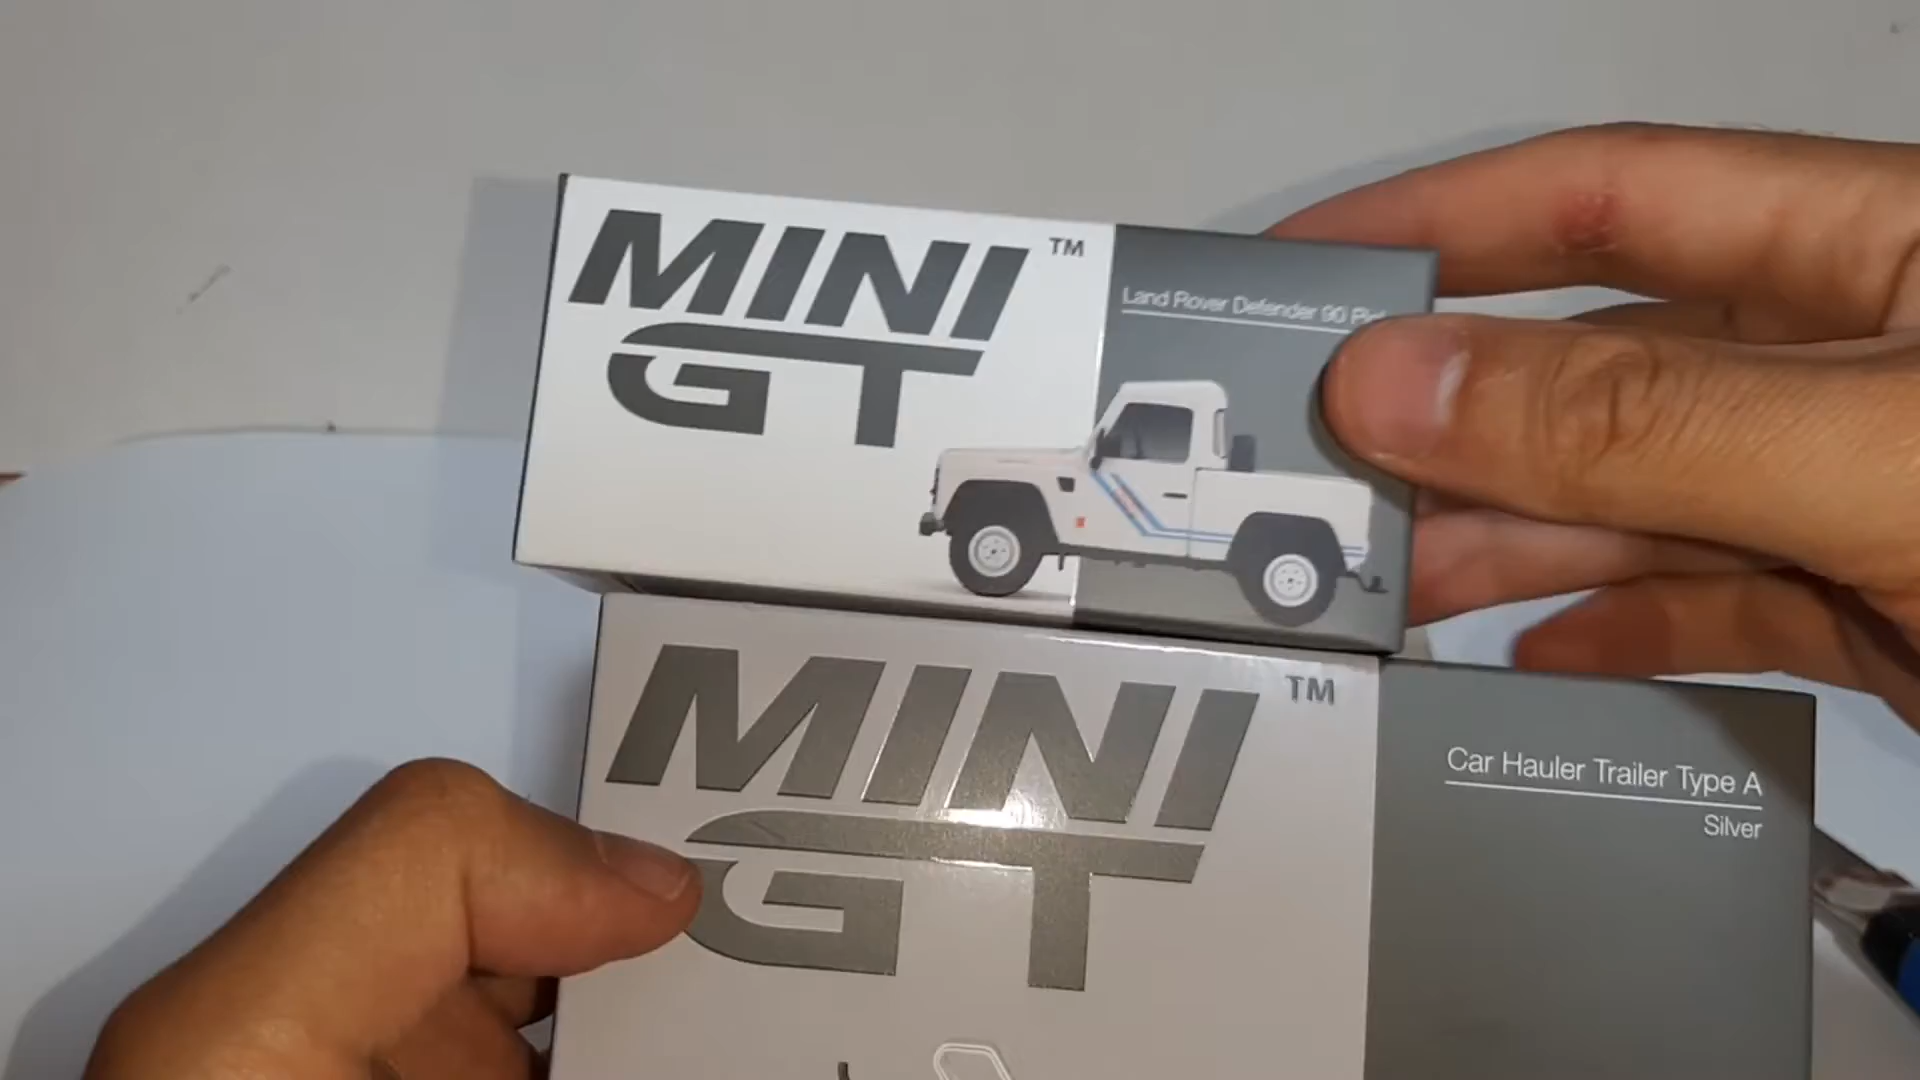 MINI
GT
TM
Land Rover Defender 90
MINI
GT
TM
Car Hauler Trailer Type A
Silver